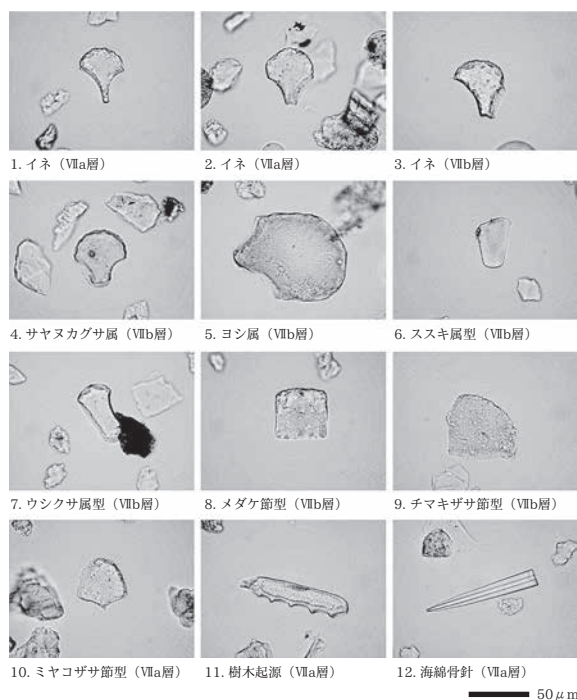 1. イネ（Ⅶa層） 2. イネ（Ⅶa層） 3. イネ（Ⅶb層）
4. サヤヌカグサ属（Ⅶb層） 5. ヨシ属（Ⅶb層） 6. ススキ属型（Ⅶb層）
7. ウシクサ属型（Ⅶb層） 8. メダケ節型（Ⅶb層） 9. チマキザサ節型（Ⅶb層）
10. ミヤコザサ節型（Ⅶa層） 11. 樹木起源（Ⅶa層） 12. 海綿骨針（Ⅶa層）
50μm